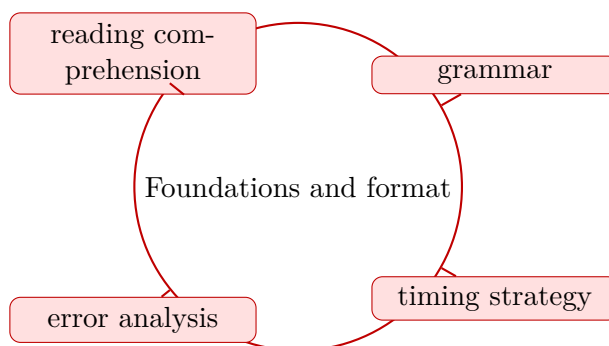 reading com-
prehension
grammar
Foundations and format
timing strategy
error analysis